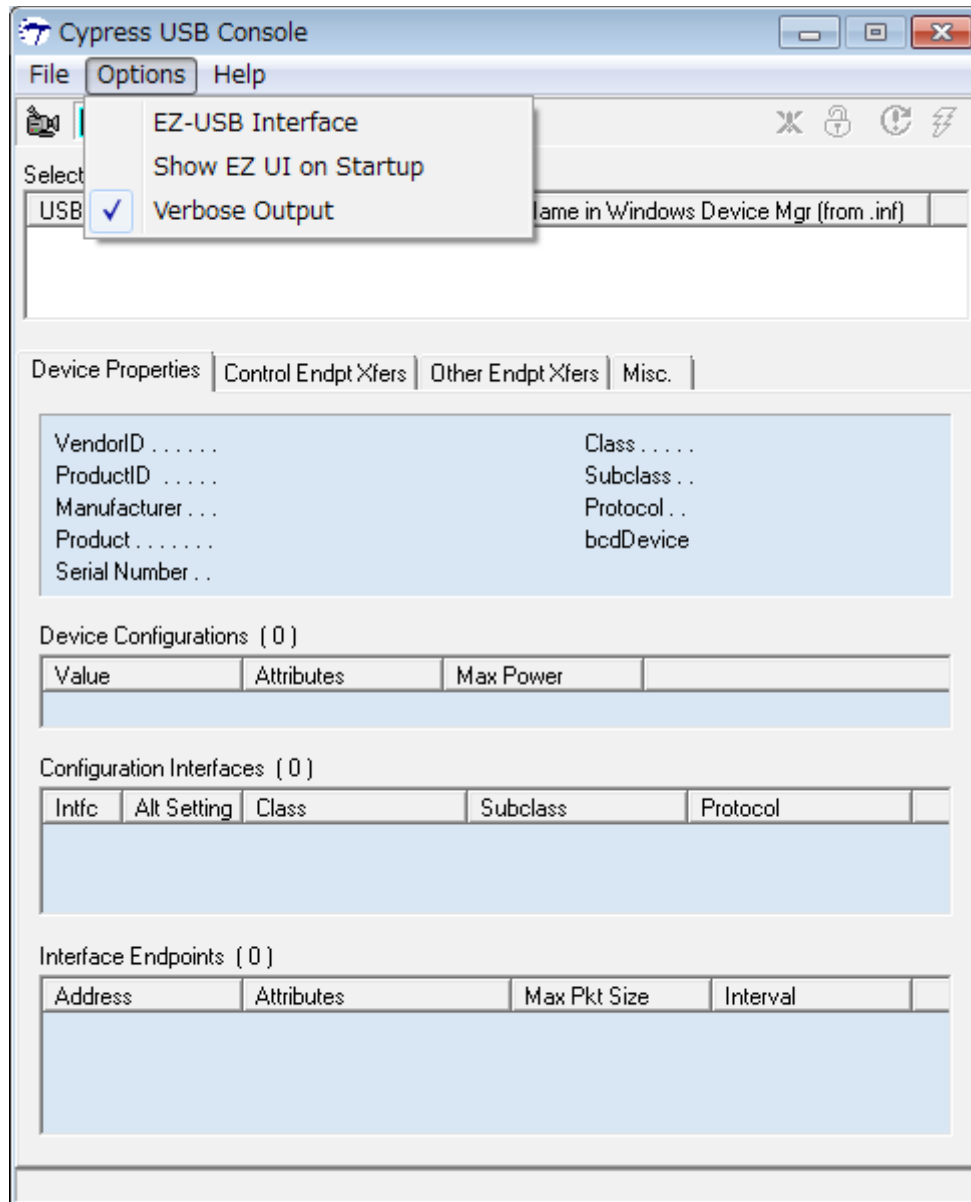 Cypress USB Console
File Options Help
EZ-USB Interface
Show EZ UI on Startup
Verbose Output
Select
USB ame in Windows Device Mgr (from .inf)
Device Properties Control Endpt Xfers Other Endpt Xfers Misc.
VendorID . . . . . . Class . . . . .
ProductID . . . . . Subclass . .
Manufacturer . . . Protocol . .
Product . . . . . . . bcdDevice
Serial Number . .
Device Configurations ( 0 )
Value Attributes Max Power
Configuration Interfaces ( 0 )
Intfc Alt Setting Class Subclass Protocol
Interface Endpoints ( 0 )
Address Attributes Max Pkt Size Interval